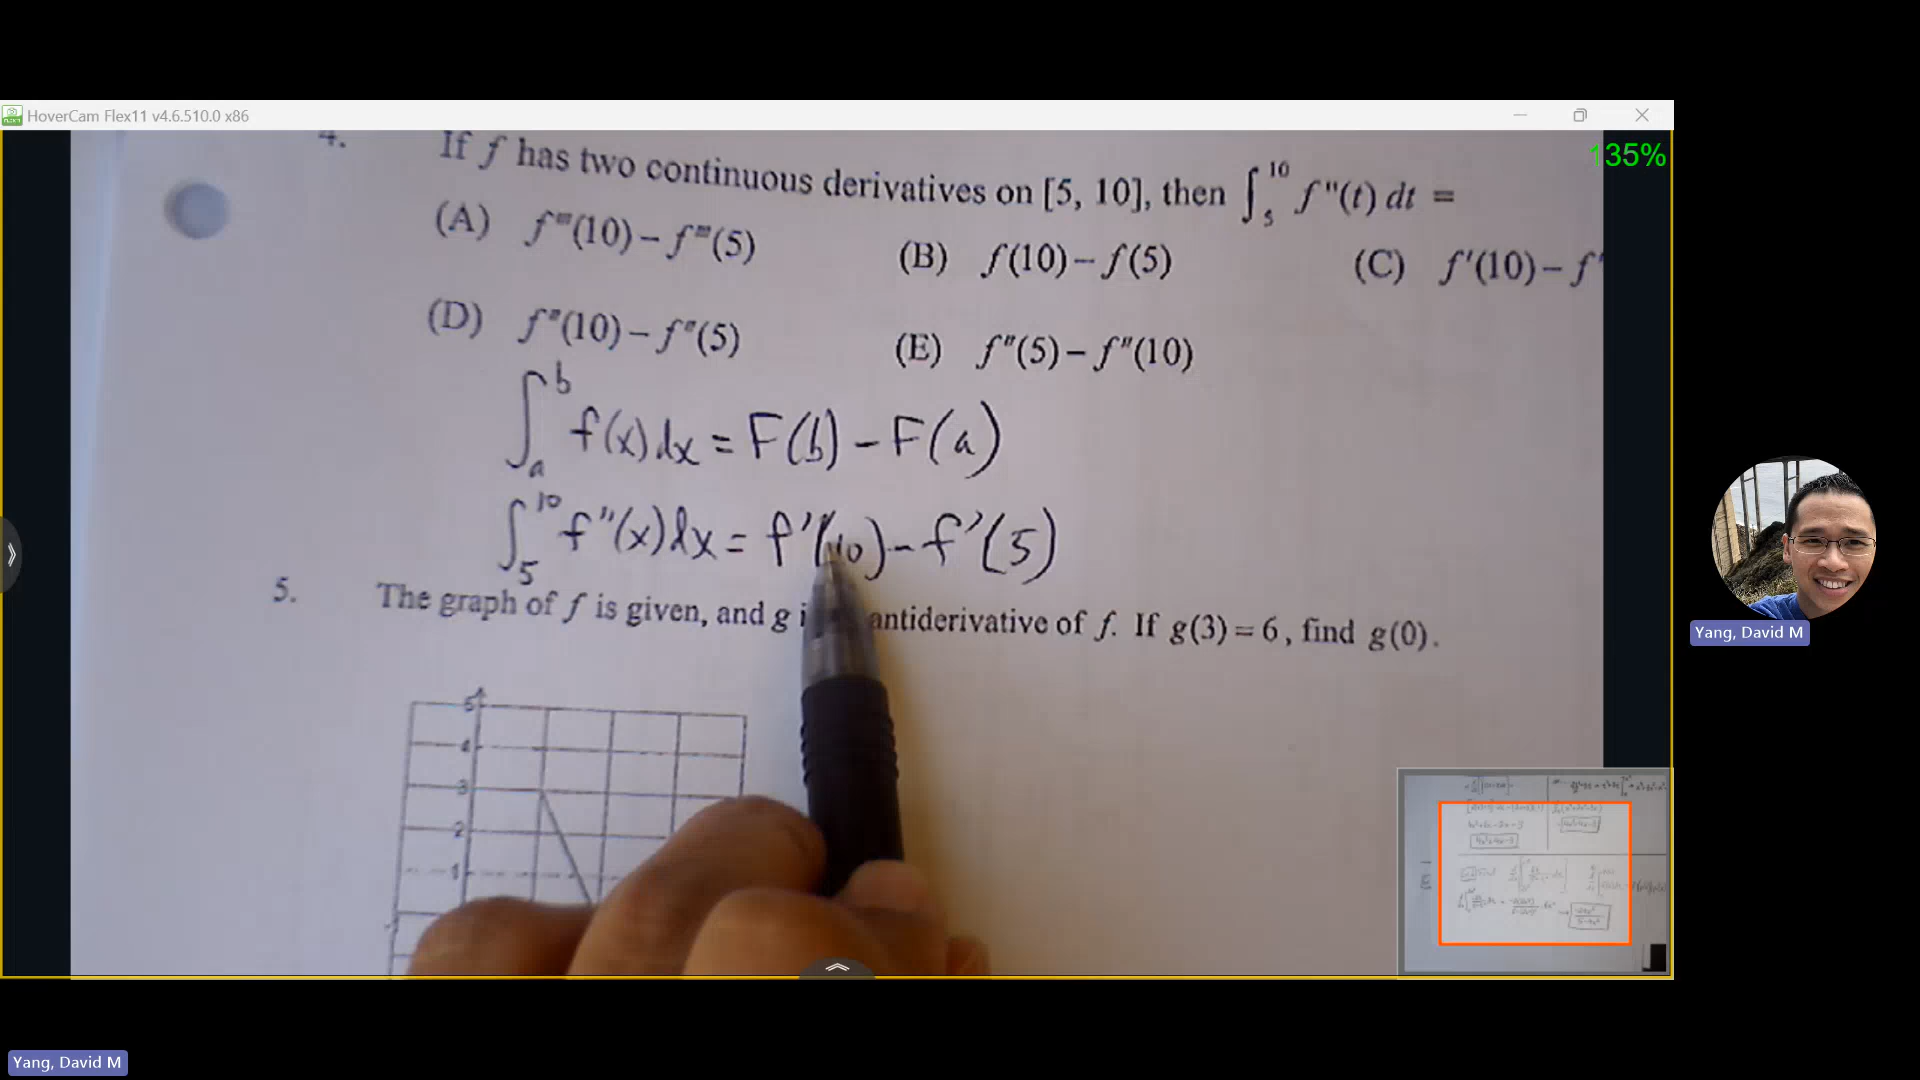 HoverCam Flex11 v4.6.510.0 x86
135%
4. If f has two continuous derivatives on [5, 10], then ∫₅¹⁰ f "(t) dt =
(A) f'''(10) – f'''(5)
(B) f(10) – f(5)
(C) f'(10) – f'
(D) f"(10) – f"(5)
(E) f"(5) – f"(10)
∫ₐᵇ f(x)dx = F(b) – F(a)
∫₅¹⁰ f"(x)dx = f'(10) – f'(5)
5. The graph of f is given, and g antiderivative of f. If g(3) = 6, find g(0).
5
4
3
2
1
Yang, David M
Yang, David M